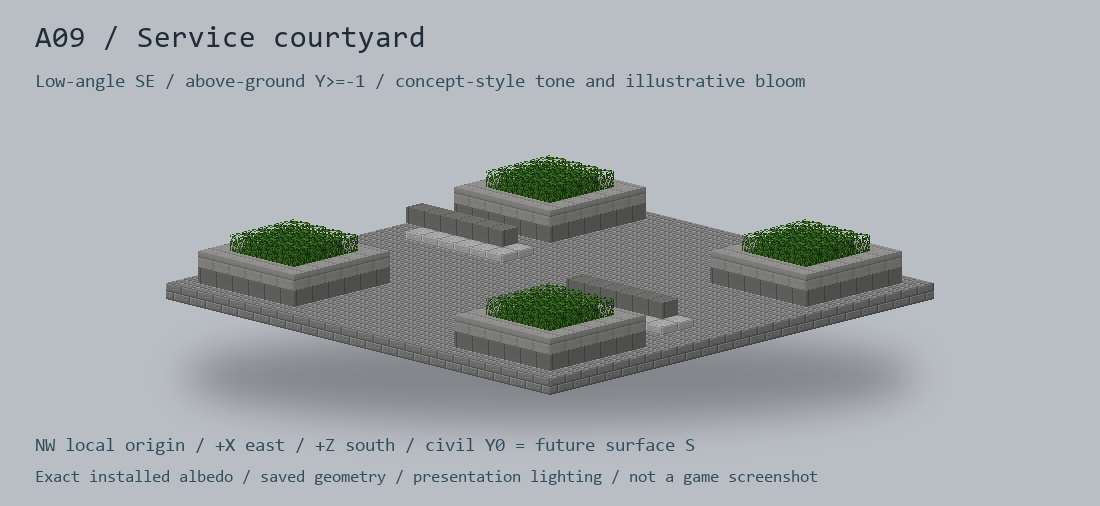 A09 / Service courtyard
Low-angle SE / above-ground Y>=-1 / concept-style tone and illustrative bloom
NW local origin / +X east / +Z south / civil Y0 = future surface S
Exact installed albedo / saved geometry / presentation lighting / not a game screenshot